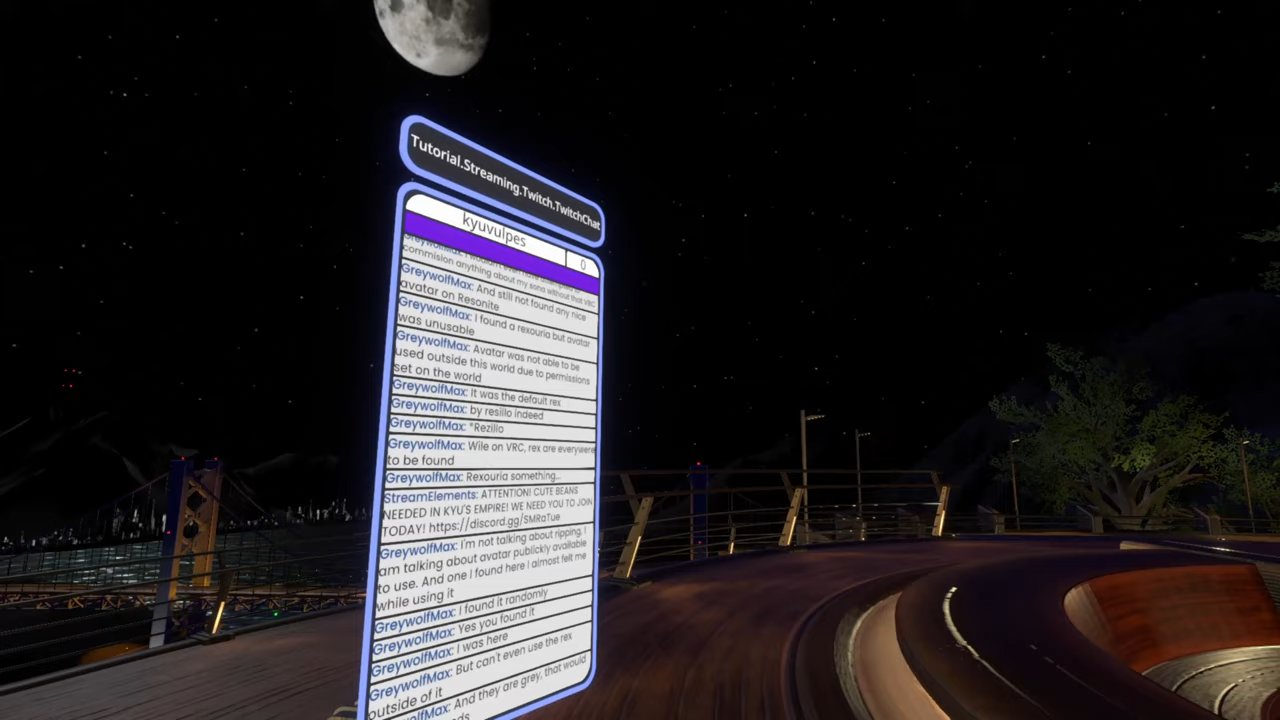 Tutorial.Streaming.Twitch.TwitchChat
kyuvulpes
0
commision anything about my sona without that VRC
GreywolfMax: And still not found any nice
avatar on Resonite
GreywolfMax: I found a rexouria but avatar
was unusable
GreywolfMax: Avatar was not able to be
used outside this world due to permissions
set on the world
GreywolfMax: It was the default rex
GreywolfMax: by resillo indeed
GreywolfMax: *Rezillo
GreywolfMax: Wile on VRC, rex are everywere
to be found
GreywolfMax: Rexouria something...
StreamElements: ATTENTION! CUTE BEANS
NEEDED IN KYU'S EMPIRE! WE NEED YOU TO JOIN
TODAY! https://discord.gg/SMRaTue
GreywolfMax: I'm not talking about ripping, I
am talking about avatar publickly available
to use. And one I found here I almost felt me
while using it
GreywolfMax: I found it randomly
GreywolfMax: Yes you found it
GreywolfMax: I was here
GreywolfMax: But can't even use the rex
outside of it
GreywolfMax: And they are grey, that would